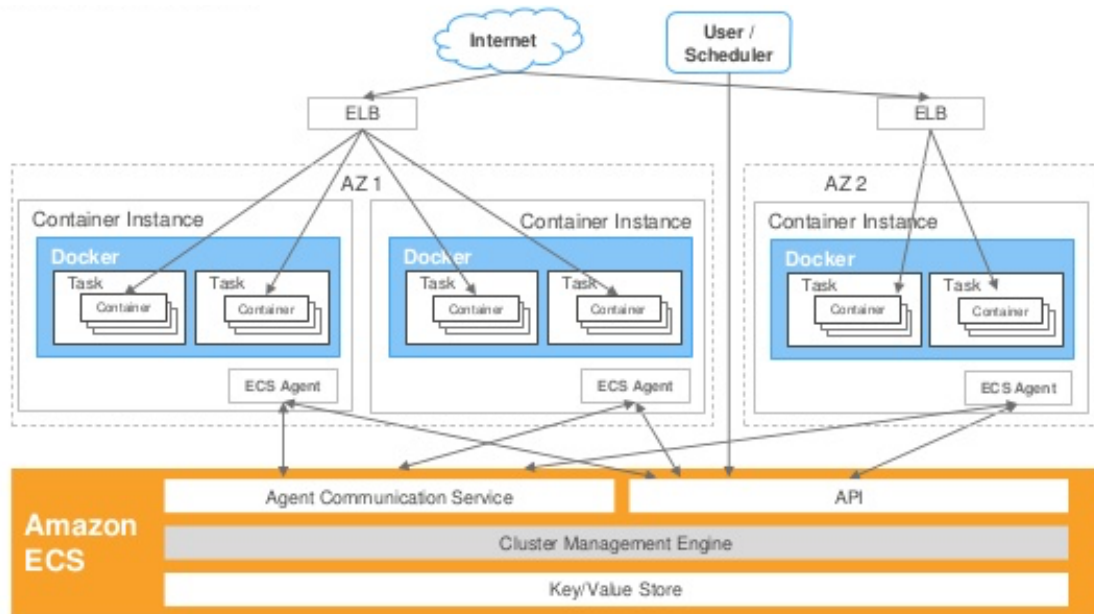 Internet
User /
Scheduler
ELB
ELB
AZ 1
AZ 2
Container Instance
Container Instance
Container Instance
Docker
Docker
Docker
Task
Task
Task
Task
Task
Task
Container
Container
Container
Container
Container
Container
ECS Agent
ECS Agent
ECS Agent
Amazon
ECS
Agent Communication Service
API
Cluster Management Engine
Key/Value Store